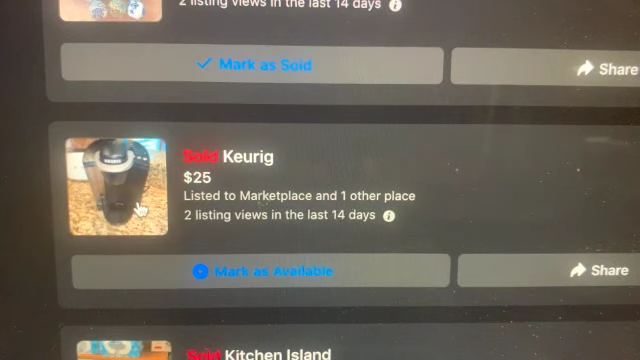 2 listing views in the last 14 days
Mark as Sold
Share
Sold Keurig
$25
Listed to Marketplace and 1 other place
2 listing views in the last 14 days
Mark as Available
Share
Sold Kitchen Island